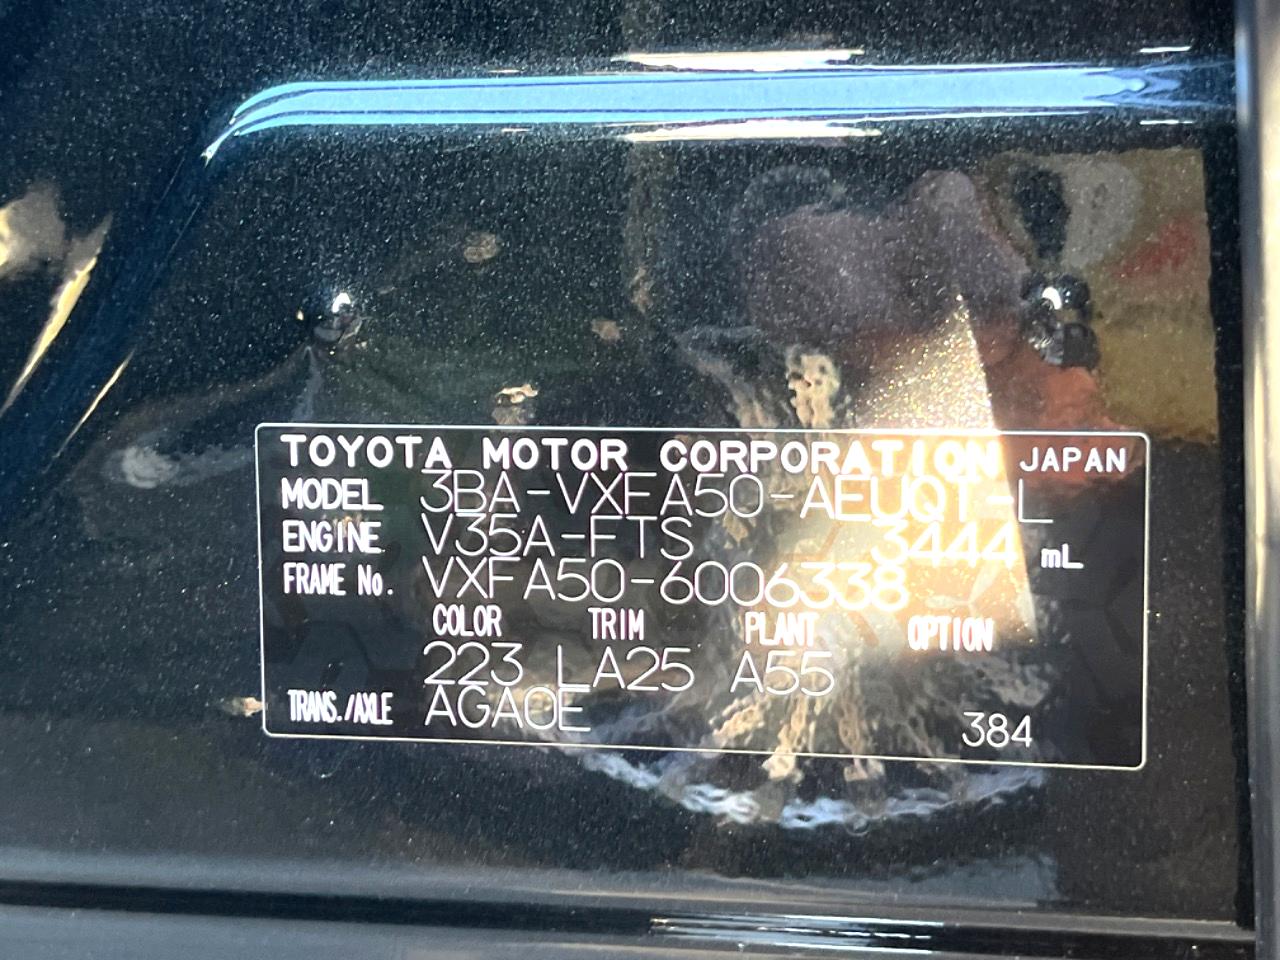 TOYOTA MOTOR CORPORATION JAPAN
MODEL 3BA-VXFA50-AEUQT-L
ENGINE V35A-FTS 3444 mL
FRAME No. VXFA50-6006338
COLOR TRIM PLANT OPTION
223 LA25 A55
TRANS./AXLE AGA0E
384